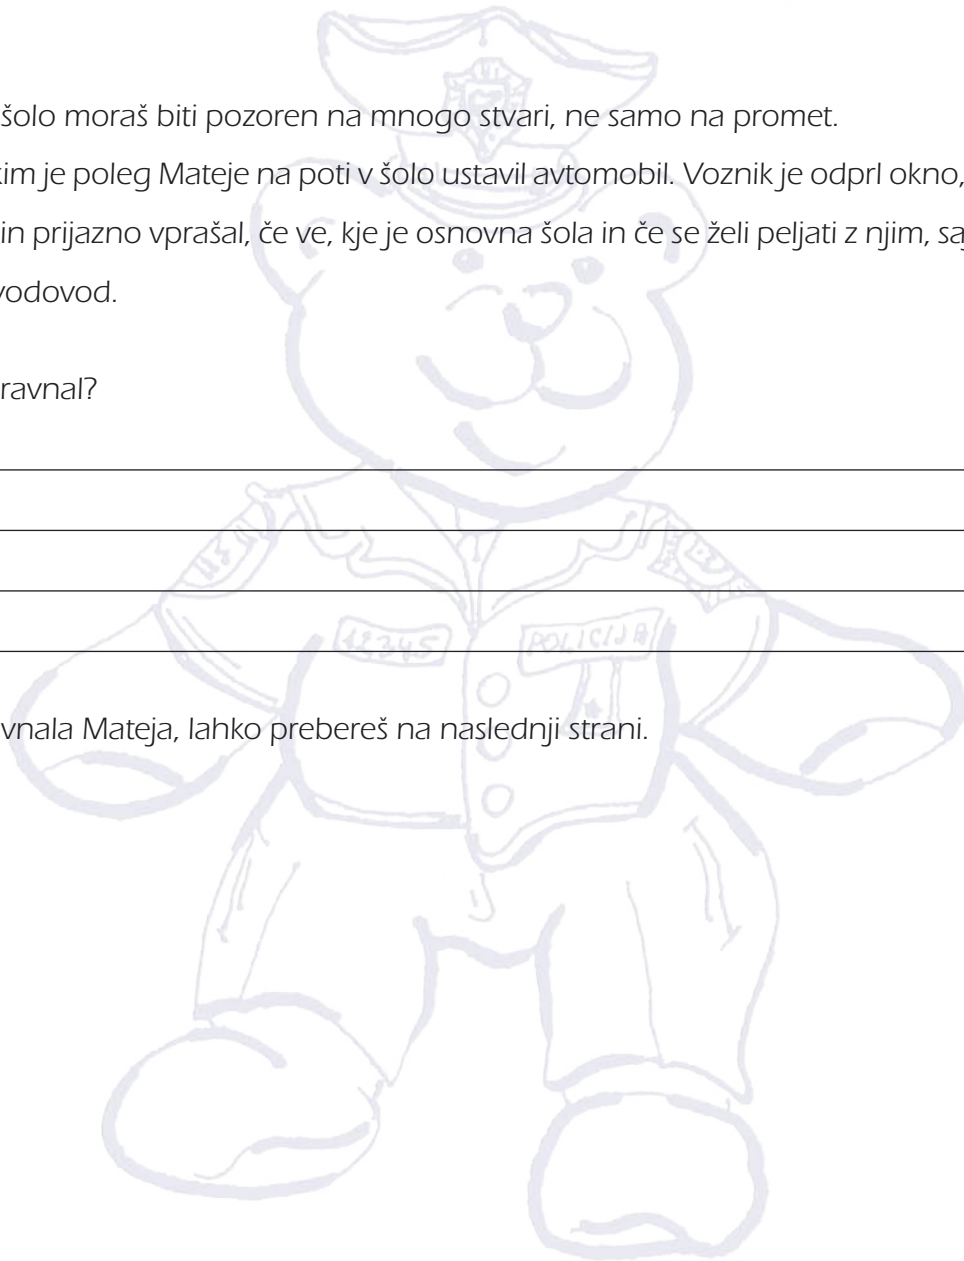 šolo moraš biti pozoren na mnogo stvari, ne samo na promet.
kim je poleg Mateje na poti v šolo ustavil avtomobil. Voznik je odprl okno,
in prijazno vprašal, če ve, kje je osnovna šola in če se želi peljati z njim, saj
vodovod.
ravnal?
12345
POLICIJA
vnala Mateja, lahko prebereš na naslednji strani.